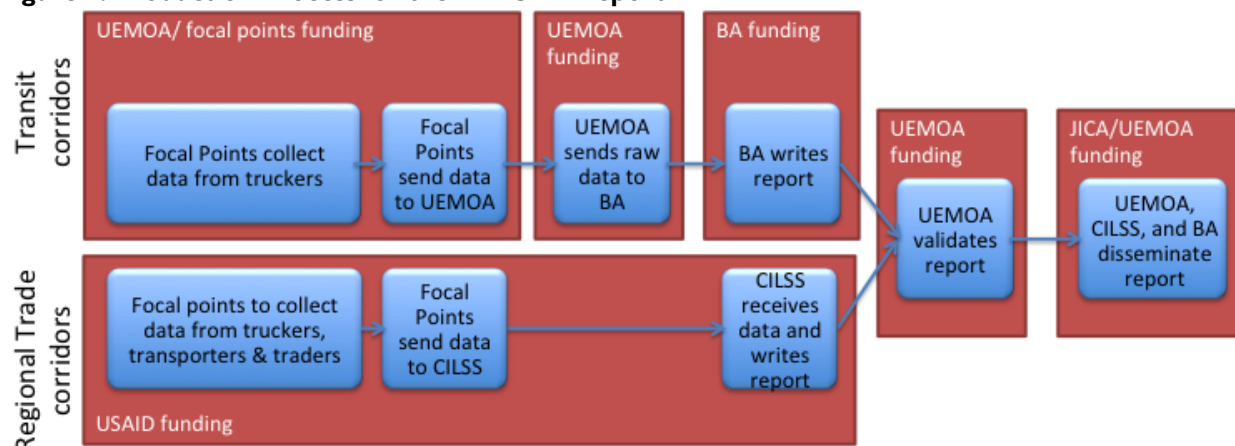 UEMOA/ focal points funding
UEMOA
funding
BA funding
Transit
corridors
Focal Points collect
data from truckers
Focal
Points
send data
to UEMOA
UEMOA
sends raw
data to
BA
BA writes
report
UEMOA
funding
UEMOA
validates
report
JICA/UEMOA
funding
UEMOA,
CILSS, and BA
disseminate
report
Regional Trade
corridors
Focal points to collect
data from truckers,
transporters & traders
Focal
Points
send data
to CILSS
CILSS
receives
data and
writes
report
USAID funding